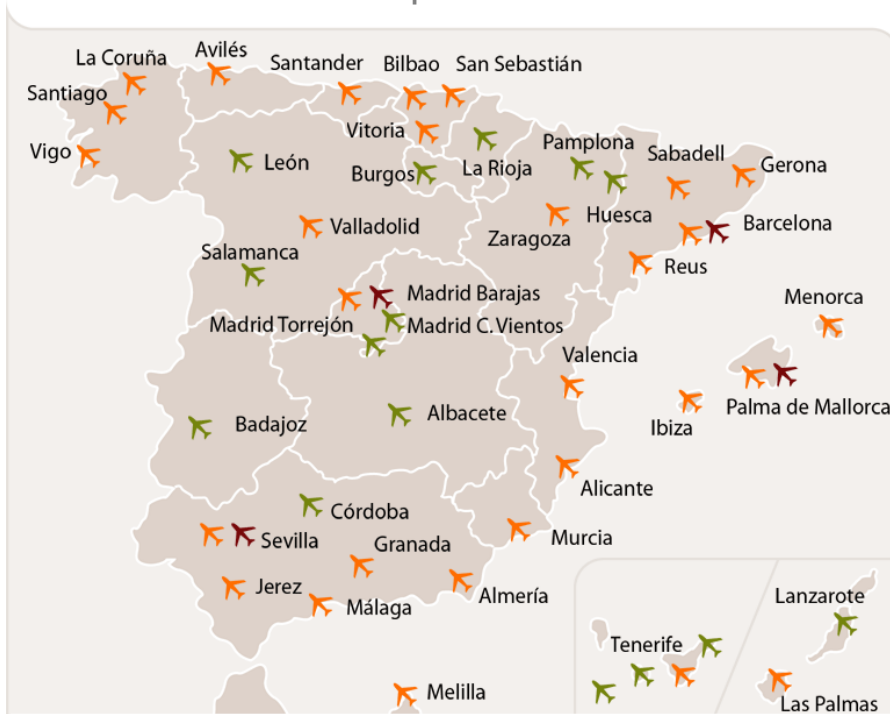 Avilés
La Coruña
Santander
Bilbao
San Sebastián
Santiago
Vitoria
Pamplona
Vigo
León
Burgos
La Rioja
Sabadell
Gerona
Valladolid
Zaragoza
Huesca
Barcelona
Salamanca
Reus
Madrid Barajas
Menorca
Madrid Torrejón
Madrid C.Vientos
Valencia
Palma de Mallorca
Badajoz
Albacete
Ibiza
Alicante
Córdoba
Sevilla
Granada
Murcia
Jerez
Málaga
Almería
Lanzarote
Tenerife
Melilla
Las Palmas